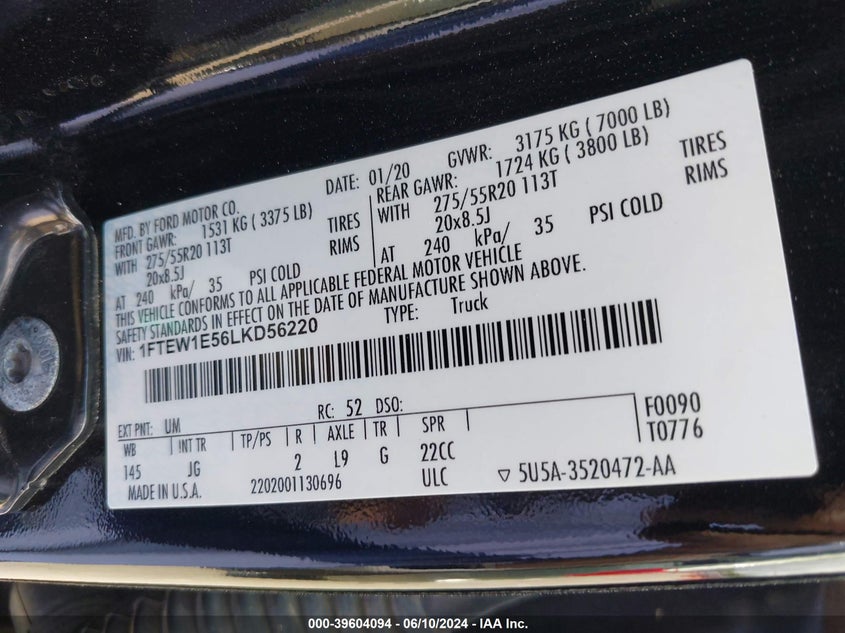 MFD. BY FORD MOTOR CO.
DATE: 01/20 GVWR: 3175 KG ( 7000 LB)
FRONT GAWR: 1531 KG ( 3375 LB) REAR GAWR: 1724 KG ( 3800 LB)
WITH 275/55R20 113T TIRES WITH 275/55R20 113T TIRES
20x8.5J RIMS 20x8.5J RIMS
AT 240 kPa/ 35 PSI COLD AT 240 kPa/ 35 PSI COLD
THIS VEHICLE CONFORMS TO ALL APPLICABLE FEDERAL MOTOR VEHICLE
SAFETY STANDARDS IN EFFECT ON THE DATE OF MANUFACTURE SHOWN ABOVE.
VIN: 1FTEW1E56LKD56220 TYPE: Truck
EXT PNT: UM RC: 52 DSO: F0090
WB INT TR TP/PS R AXLE TR SPR T0776
145 JG 2 L9 G 22CC
MADE IN U.S.A. 2202001130696 ULC ▽ 5U5A-3520472-AA
000-39604094 - 06/10/2024 - IAA Inc.